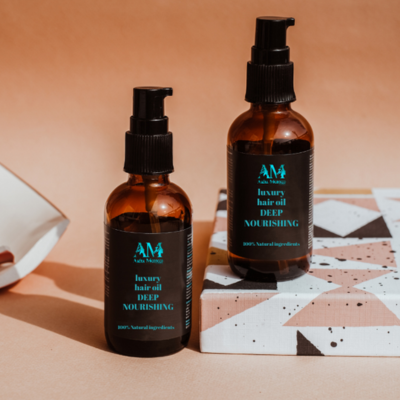 AM
luxury
hair oil
DEEP
NOURISHING
100% Natural ingredients
AM
luxury
hair oil
DEEP
NOURISHING
100% Natural ingredients